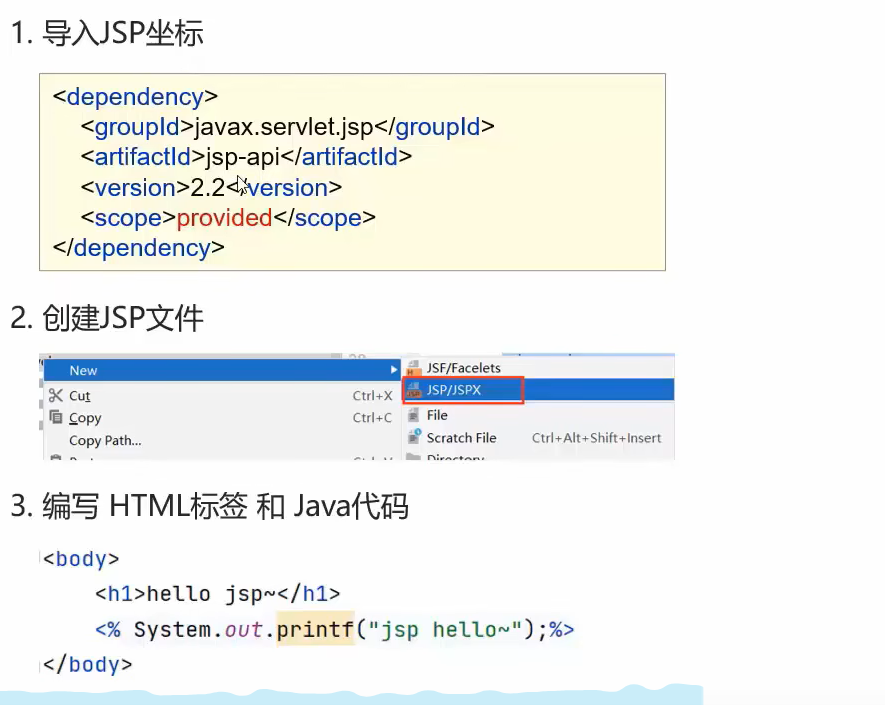 1. 导入JSP坐标
<dependency>
<groupId>javax.servlet.jsp</groupId>
<artifactId>jsp-api</artifactId>
<version>2.2</version>
<scope>provided</scope>
</dependency>
2. 创建JSP文件
New
Cut Ctrl+X
Copy Ctrl+C
Copy Path...
JSF/Facelets
JSP/JSPX
File
Scratch File Ctrl+Alt+Shift+Insert
Directory
3. 编写 HTML标签 和 Java代码
<body>
<h1>hello jsp~</h1>
<% System.out.printf("jsp hello~");%>
</body>